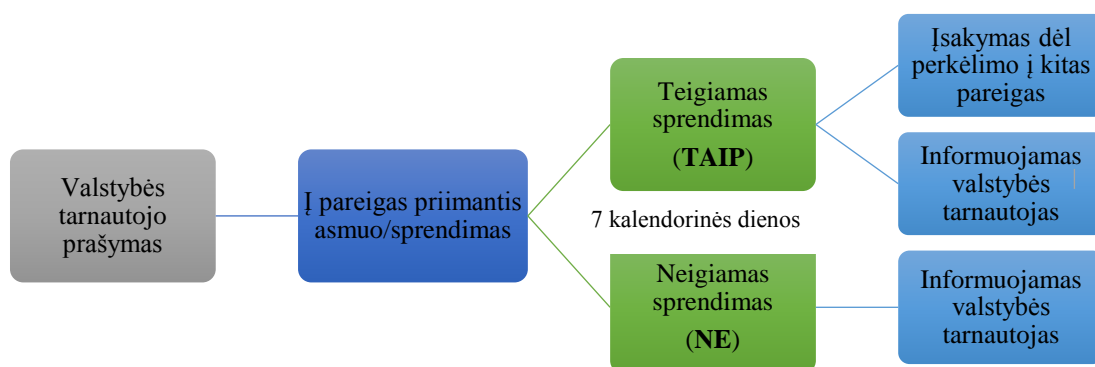 Valstybės
tarnautojo
prašymas
Į pareigas priimantis
asmuo/sprendimas
Teigiamas
sprendimas
(TAIP)
7 kalendorinės dienos
Neigiamas
sprendimas
(NE)
Įsakymas dėl
perkėlimo į kitas
pareigas
Informuojamas
valstybės
tarnautojas
Informuojamas
valstybės
tarnautojas